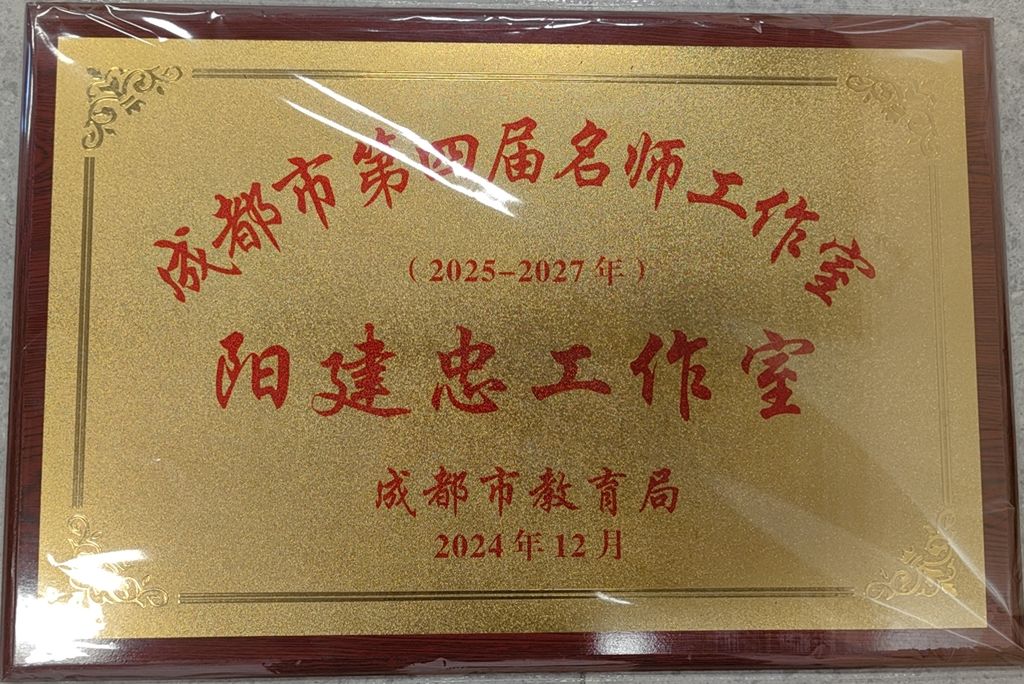 成都市第四届名师工作室
（2025-2027年）
阳建忠工作室
成都市教育局
2024年12月